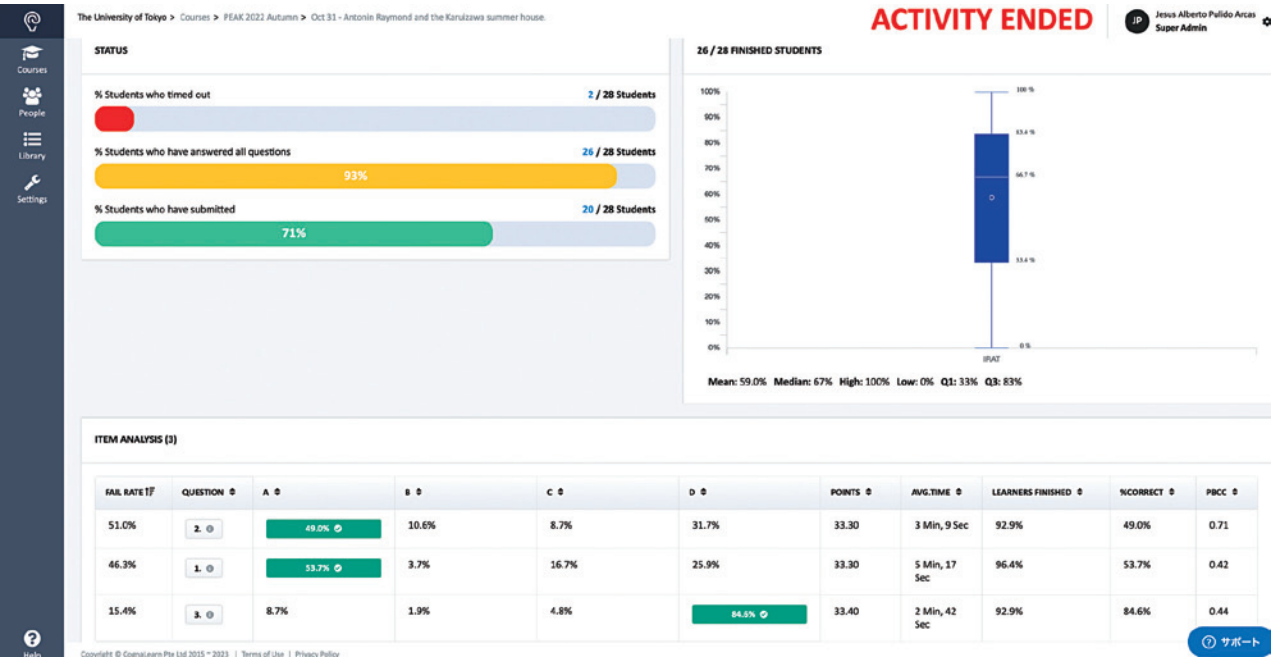 The University of Tokyo > Courses > PEAK 2022 Autumn > Oct 31 - Antonin Raymond and the Karuizawa summer house.
ACTIVITY ENDED
JP
Jesus Alberto Pulido Arcas
Super Admin
Courses
People
Library
Settings
Help
STATUS
% Students who timed out 2 / 28 Students
% Students who have answered all questions 26 / 28 Students
93%
% Students who have submitted 20 / 28 Students
71%
26 / 28 FINISHED STUDENTS
100%
90%
80%
70%
60%
50%
40%
30%
20%
10%
0%
100 %
83.4 %
66.7 %
33.4 %
0 %
IRAT
Mean: 59.0% Median: 67% High: 100% Low: 0% Q1: 33% Q3: 83%
ITEM ANALYSIS (3)
FAIL RATE QUESTION A B C D POINTS AVG.TIME LEARNERS FINISHED %CORRECT PBCC
51.0% 2. 49.0% 10.6% 8.7% 31.7% 33.30 3 Min, 9 Sec 92.9% 49.0% 0.71
46.3% 1. 53.7% 3.7% 16.7% 25.9% 33.30 5 Min, 17 Sec 96.4% 53.7% 0.42
15.4% 3. 8.7% 1.9% 4.8% 84.6% 33.40 2 Min, 42 Sec 92.9% 84.6% 0.44
サポート
Copyright © CognaLearn Pte Ltd 2015 ~ 2023 | Terms of Use | Privacy Policy